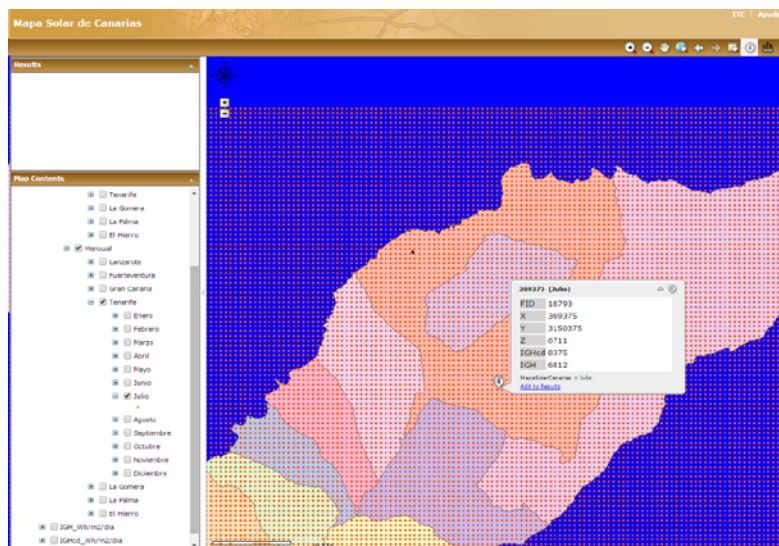 Mapa Solar de Canarias
ITC | Ayuda
Results
Map Contents
Tenerife
La Gomera
La Palma
El Hierro
Mensual
Lanzarote
Fuerteventura
Gran Canaria
Tenerife
Enero
Febrero
Marzo
Abril
Mayo
Junio
Julio
Agosto
Septiembre
Octubre
Noviembre
Diciembre
La Gomera
La Palma
El Hierro
IGH_Wh/m2/dia
IGHcd_Wh/m2/dia
369375 (Julio)
FID 18793
X 369375
Y 3150375
Z 6711
IGHcd 8375
IGH 6812
MapaSolarCanarias > Julio
Add to Results